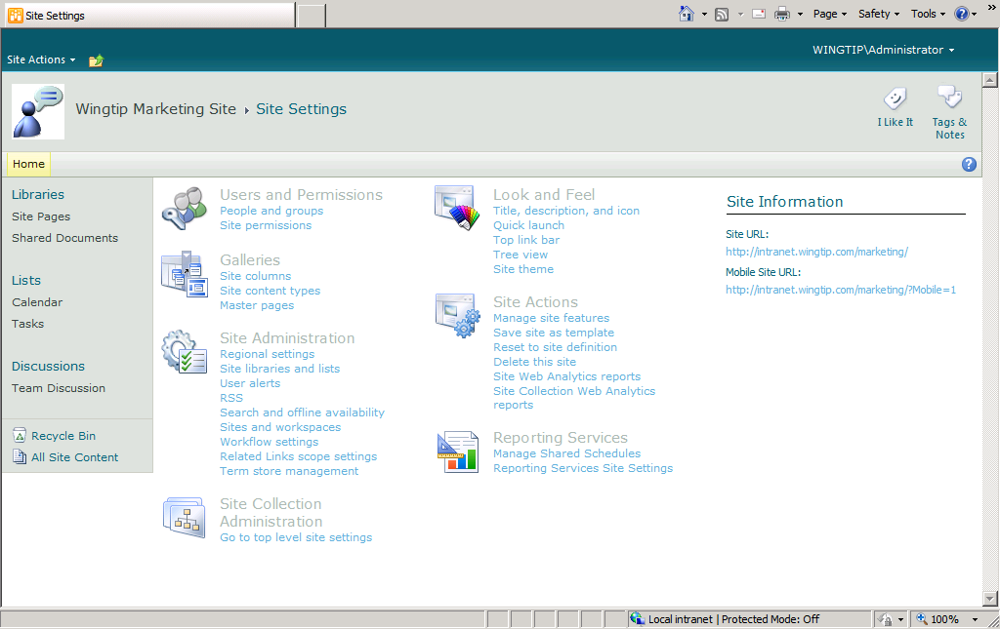 Site Settings
Page
Safety
Tools
Site Actions
WINGTIP\Administrator
Wingtip Marketing Site
Site Settings
I Like It
Tags &
Notes
Home
Libraries
Site Pages
Shared Documents
Lists
Calendar
Tasks
Discussions
Team Discussion
Recycle Bin
All Site Content
Users and Permissions
People and groups
Site permissions
Galleries
Site columns
Site content types
Master pages
Site Administration
Regional settings
Site libraries and lists
User alerts
RSS
Search and offline availability
Sites and workspaces
Workflow settings
Related Links scope settings
Term store management
Site Collection
Administration
Go to top level site settings
Look and Feel
Title, description, and icon
Quick launch
Top link bar
Tree view
Site theme
Site Actions
Manage site features
Save site as template
Reset to site definition
Delete this site
Site Web Analytics reports
Site Collection Web Analytics
reports
Reporting Services
Manage Shared Schedules
Reporting Services Site Settings
Site Information
Site URL:
http://intranet.wingtip.com/marketing/
Mobile Site URL:
http://intranet.wingtip.com/marketing/?Mobile=1
Local intranet | Protected Mode: Off
100%